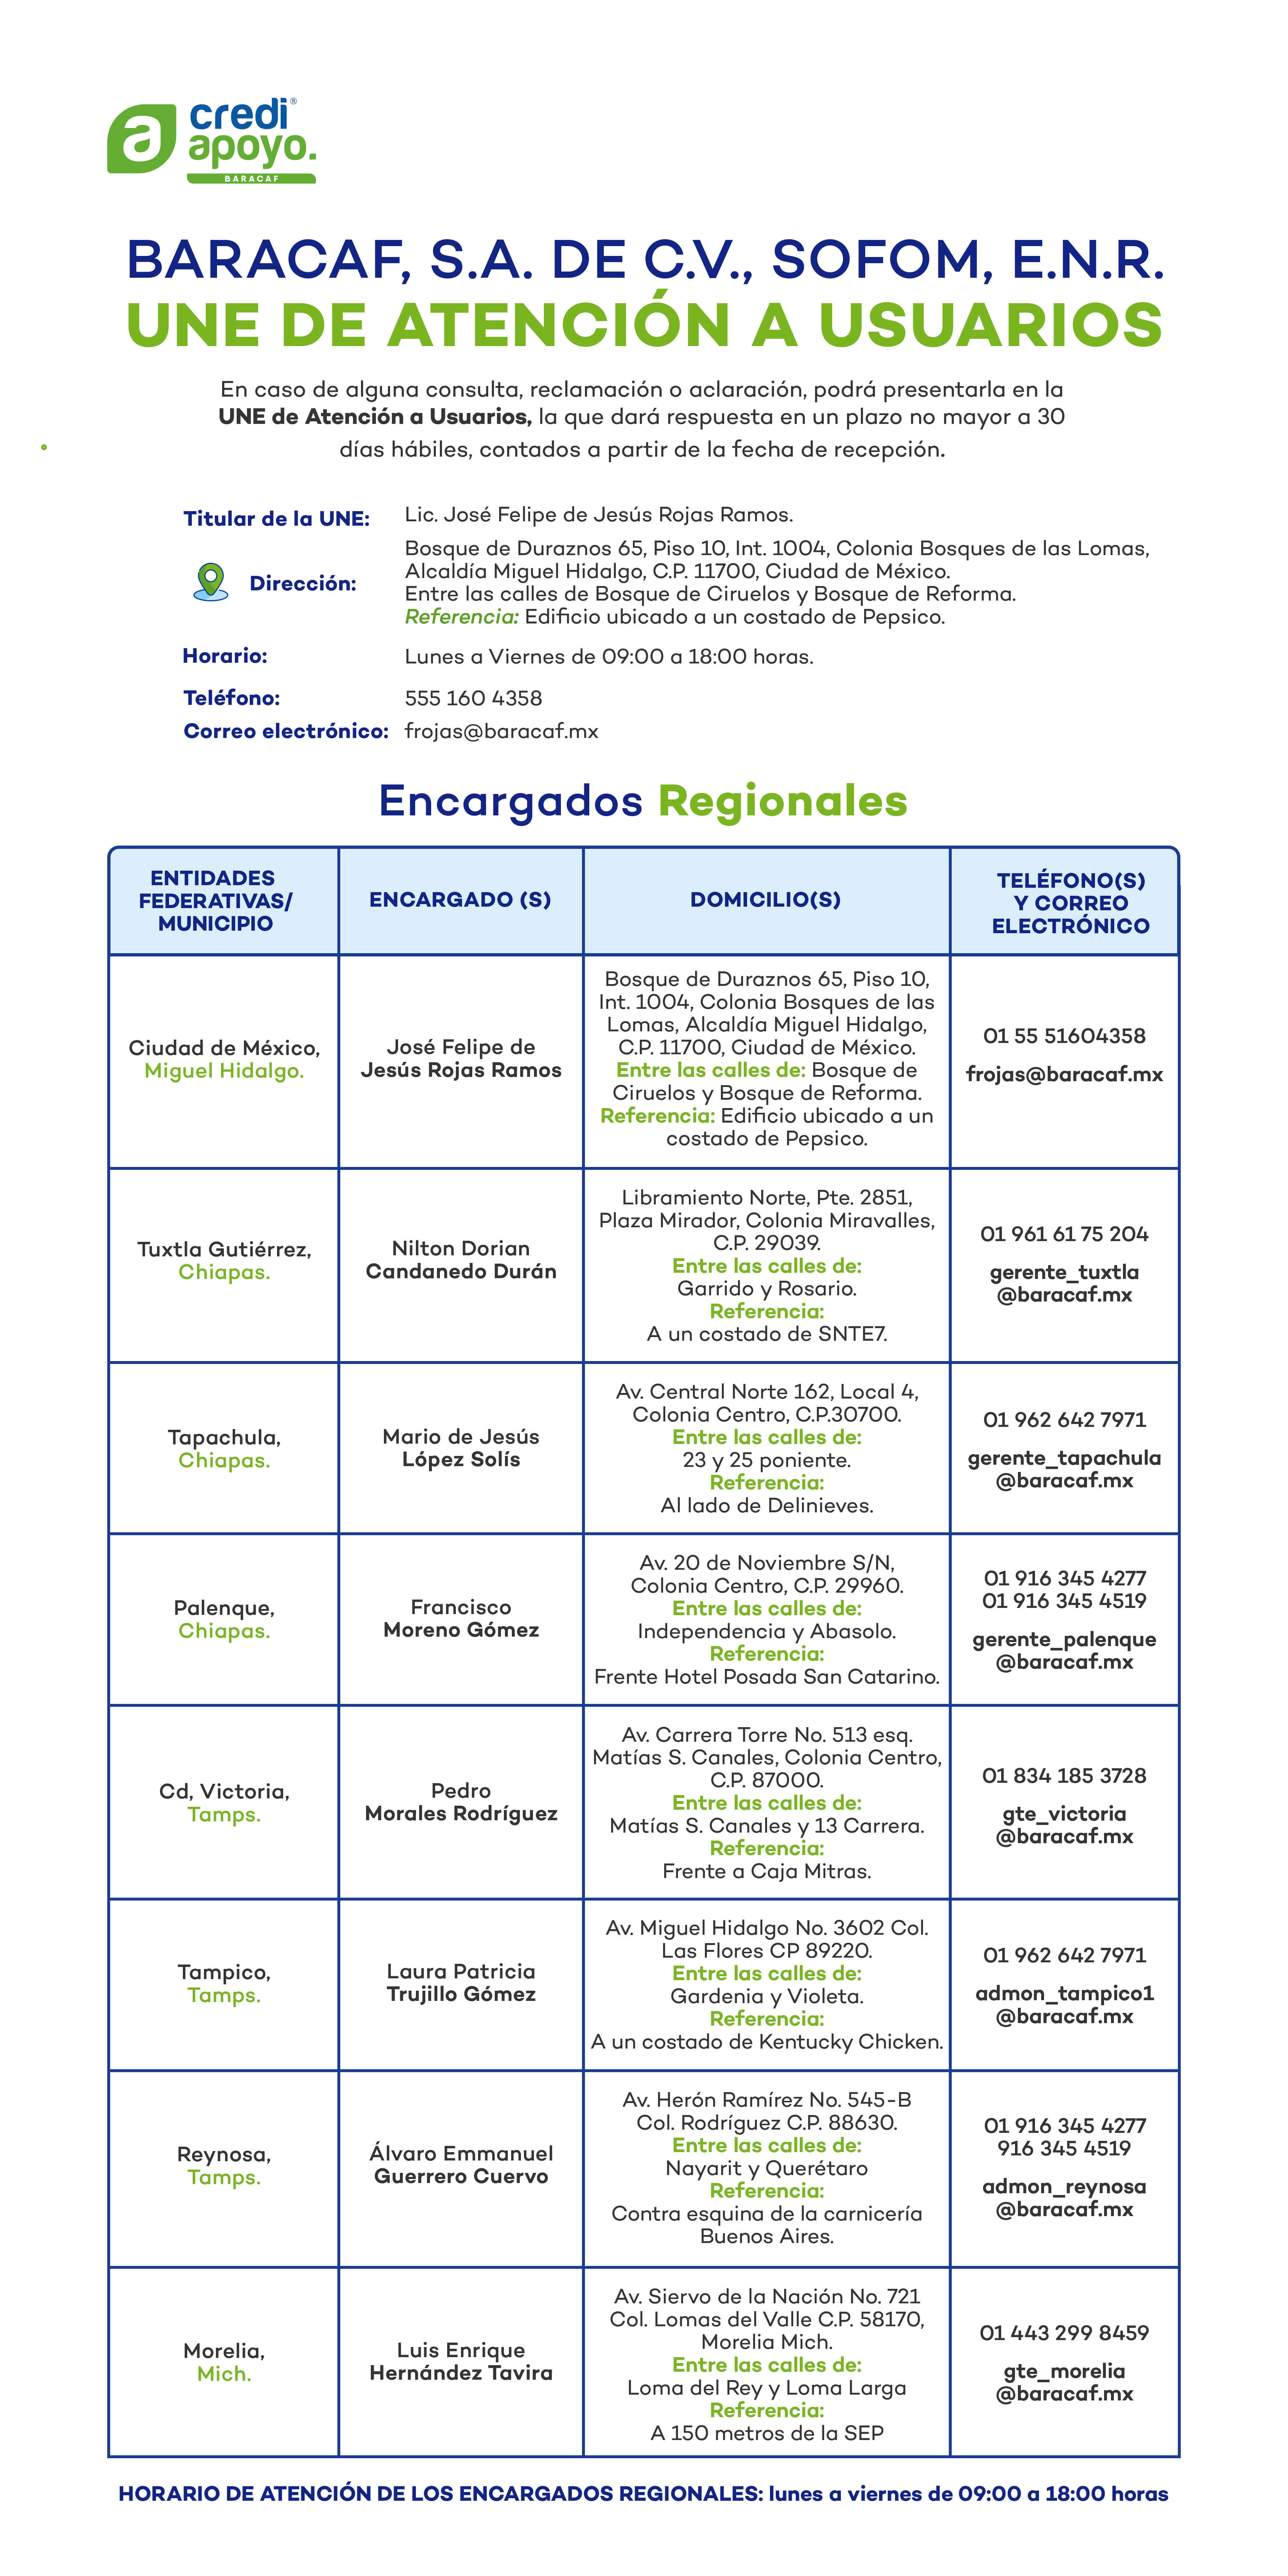 a credi®
apoyo.
BARACAF
BARACAF, S.A. DE C.V., SOFOM, E.N.R.
UNE DE ATENCIÓN A USUARIOS
En caso de alguna consulta, reclamación o aclaración, podrá presentarla en la
UNE de Atención a Usuarios, la que dará respuesta en un plazo no mayor a 30
días hábiles, contados a partir de la fecha de recepción.
Titular de la UNE: Lic. José Felipe de Jesús Rojas Ramos.
Dirección:
Bosque de Duraznos 65, Piso 10, Int. 1004, Colonia Bosques de las Lomas,
Alcaldía Miguel Hidalgo, C.P. 11700, Ciudad de México.
Entre las calles de Bosque de Ciruelos y Bosque de Reforma.
Referencia: Edificio ubicado a un costado de Pepsico.
Horario: Lunes a Viernes de 09:00 a 18:00 horas.
Teléfono: 555 160 4358
Correo electrónico: frojas@baracaf.mx
Encargados Regionales
ENTIDADES
FEDERATIVAS/
MUNICIPIO
ENCARGADO (S)
DOMICILIO(S)
TELÉFONO(S)
Y CORREO
ELECTRÓNICO
Ciudad de México,
Miguel Hidalgo.
José Felipe de
Jesús Rojas Ramos
Bosque de Duraznos 65, Piso 10,
Int. 1004, Colonia Bosques de las
Lomas, Alcaldía Miguel Hidalgo,
C.P. 11700, Ciudad de México.
Entre las calles de: Bosque de
Ciruelos y Bosque de Reforma.
Referencia: Edificio ubicado a un
costado de Pepsico.
01 55 51604358
frojas@baracaf.mx
Tuxtla Gutiérrez,
Chiapas.
Nilton Dorian
Candanedo Durán
Libramiento Norte, Pte. 2851,
Plaza Mirador, Colonia Miravalles,
C.P. 29039.
Entre las calles de:
Garrido y Rosario.
Referencia:
A un costado de SNTE7.
01 961 61 75 204
gerente_tuxtla
@baracaf.mx
Tapachula,
Chiapas.
Mario de Jesús
López Solís
Av. Central Norte 162, Local 4,
Colonia Centro, C.P.30700.
Entre las calles de:
23 y 25 poniente.
Referencia:
Al lado de Delinieves.
01 962 642 7971
gerente_tapachula
@baracaf.mx
Palenque,
Chiapas.
Francisco
Moreno Gómez
Av. 20 de Noviembre S/N,
Colonia Centro, C.P. 29960.
Entre las calles de:
Independencia y Abasolo.
Referencia:
Frente Hotel Posada San Catarino.
01 916 345 4277
01 916 345 4519
gerente_palenque
@baracaf.mx
Cd, Victoria,
Tamps.
Pedro
Morales Rodríguez
Av. Carrera Torre No. 513 esq.
Matías S. Canales, Colonia Centro,
C.P. 87000.
Entre las calles de:
Matías S. Canales y 13 Carrera.
Referencia:
Frente a Caja Mitras.
01 834 185 3728
gte_victoria
@baracaf.mx
Tampico,
Tamps.
Laura Patricia
Trujillo Gómez
Av. Miguel Hidalgo No. 3602 Col.
Las Flores CP 89220.
Entre las calles de:
Gardenia y Violeta.
Referencia:
A un costado de Kentucky Chicken.
01 962 642 7971
admon_tampico1
@baracaf.mx
Reynosa,
Tamps.
Álvaro Emmanuel
Guerrero Cuervo
Av. Herón Ramírez No. 545-B
Col. Rodríguez C.P. 88630.
Entre las calles de:
Nayarit y Querétaro
Referencia:
Contra esquina de la carnicería
Buenos Aires.
01 916 345 4277
916 345 4519
admon_reynosa
@baracaf.mx
Morelia,
Mich.
Luis Enrique
Hernández Tavira
Av. Siervo de la Nación No. 721
Col. Lomas del Valle C.P. 58170,
Morelia Mich.
Entre las calles de:
Loma del Rey y Loma Larga
Referencia:
A 150 metros de la SEP
01 443 299 8459
gte_morelia
@baracaf.mx
HORARIO DE ATENCIÓN DE LOS ENCARGADOS REGIONALES: lunes a viernes de 09:00 a 18:00 horas